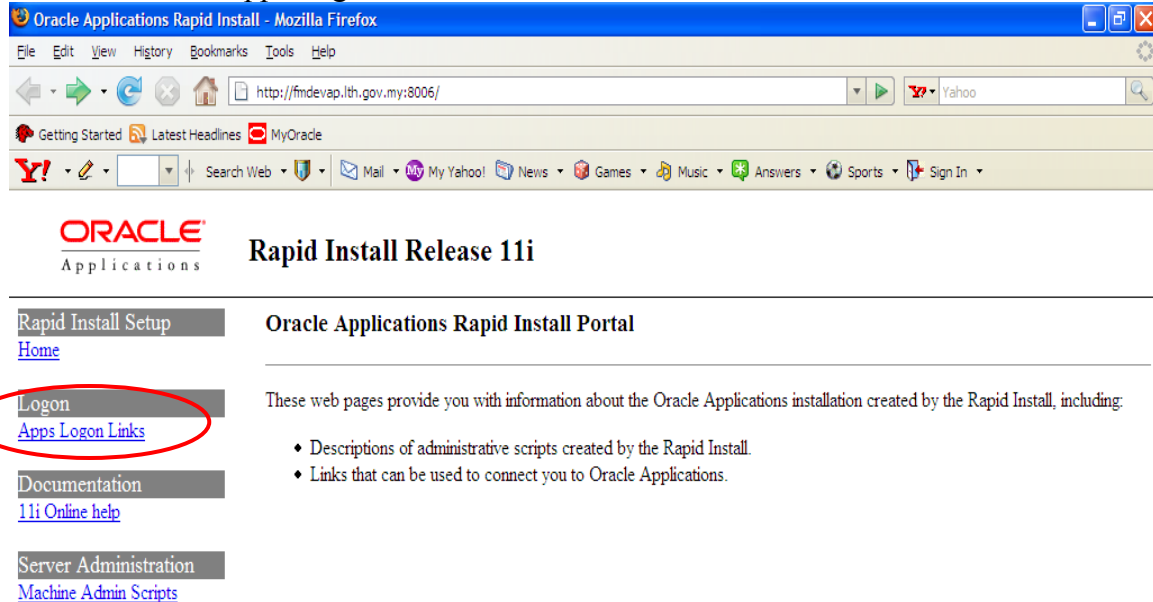 Oracle Applications Rapid Install - Mozilla Firefox
File Edit View History Bookmarks Tools Help
http://fmdevap.lth.gov.my:8006/ Yahoo
Getting Started Latest Headlines MyOracle
Y! Search Web Mail My Yahoo! News Games Music Answers Sports Sign In
ORACLE
Applications
Rapid Install Release 11i
Rapid Install Setup
Home
Logon
Apps Logon Links
Documentation
11i Online help
Server Administration
Machine Admin Scripts
Oracle Applications Rapid Install Portal
These web pages provide you with information about the Oracle Applications installation created by the Rapid Install, including:
• Descriptions of administrative scripts created by the Rapid Install.
• Links that can be used to connect you to Oracle Applications.